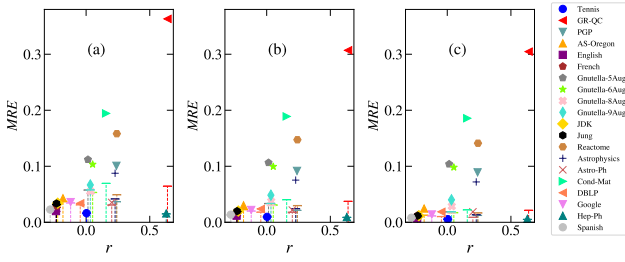 (a)
MRE
0.3
0.2
0.1
0.0
0.0
0.5
r
(b)
MRE
0.3
0.2
0.1
0.0
0.0
0.5
r
(c)
MRE
0.3
0.2
0.1
0.0
0.0
0.5
r
Tennis
GR-QC
PGP
AS-Oregon
English
French
Gnutella-5Aug
Gnutella-6Aug
Gnutella-8Aug
Gnutella-9Aug
JDK
Jung
Reactome
Astrophysics
Astro-Ph
Cond-Mat
DBLP
Google
Hep-Ph
Spanish